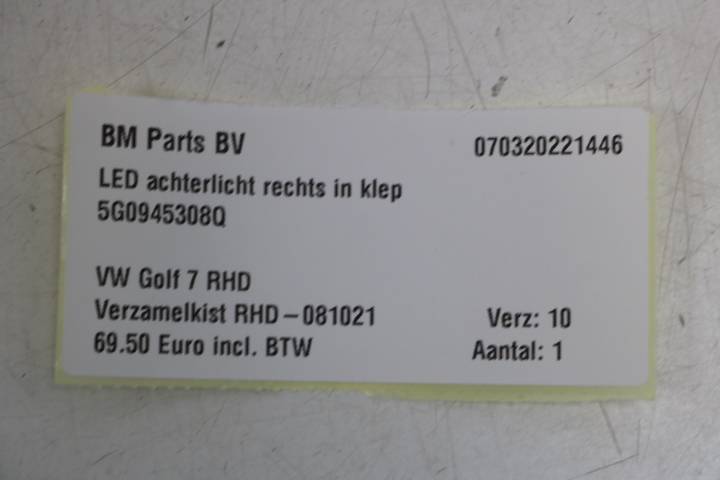 BM Parts BV 070320221446
LED achterlicht rechts in klep
5G0945308Q
VW Golf 7 RHD
Verzamelkist RHD-081021 Verz: 10
69.50 Euro incl. BTW Aantal: 1